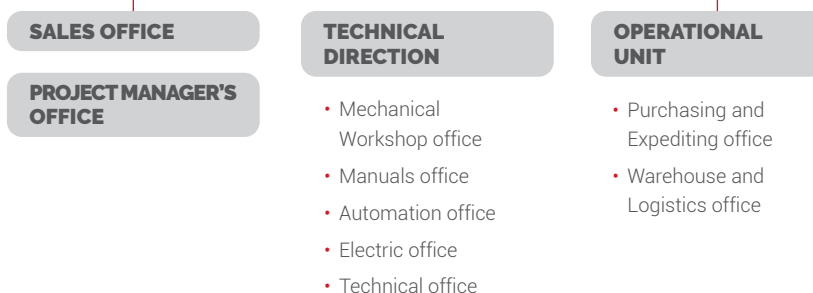 SALES OFFICE
PROJECT MANAGER'S
OFFICE
TECHNICAL
DIRECTION
• Mechanical
Workshop office
• Manuals office
• Automation office
• Electric office
• Technical office
OPERATIONAL
UNIT
• Purchasing and
Expediting office
• Warehouse and
Logistics office